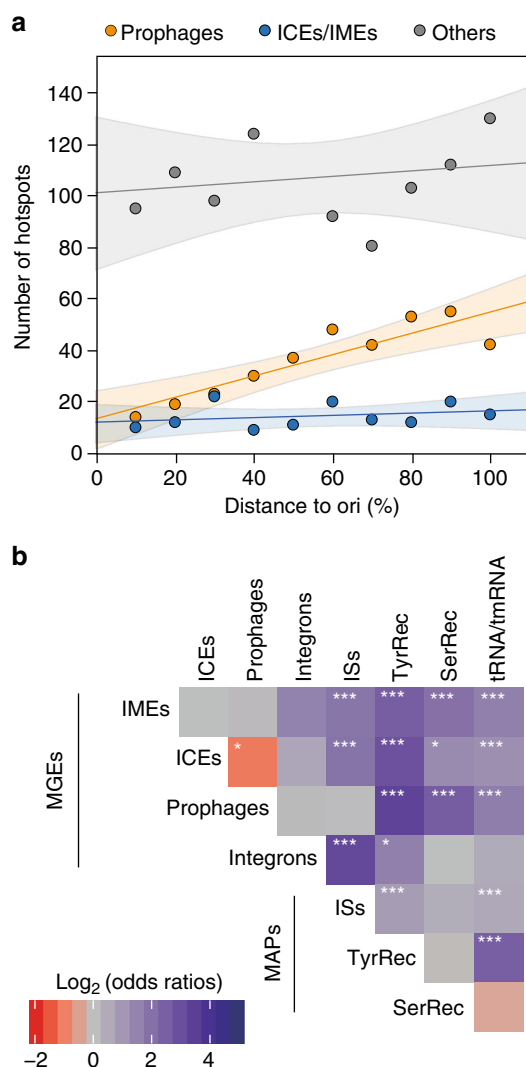 a
Prophages ICEs/IMEs Others
140
120
100
80
60
40
20
0
Number of hotspots
0 20 40 60 80 100
Distance to ori (%)
b
ICEs
Prophages
Integrons
ISs
TyrRec
SerRec
tRNA/tmRNA
MGEs
IMEs *** *** *** ***
ICEs * *** *** * ***
Prophages *** *** ***
Integrons *** *
MAPs
ISs *** ***
TyrRec ***
SerRec
Log2 (odds ratios)
−2 0 2 4